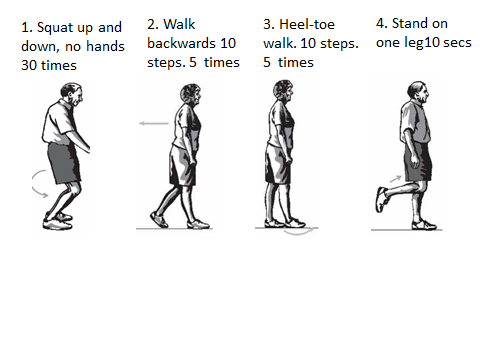 1. Squat up and
down, no hands
30 times
2. Walk
backwards 10
steps. 5 times
3. Heel-toe
walk. 10 steps.
5 times
4. Stand on
one leg10 secs